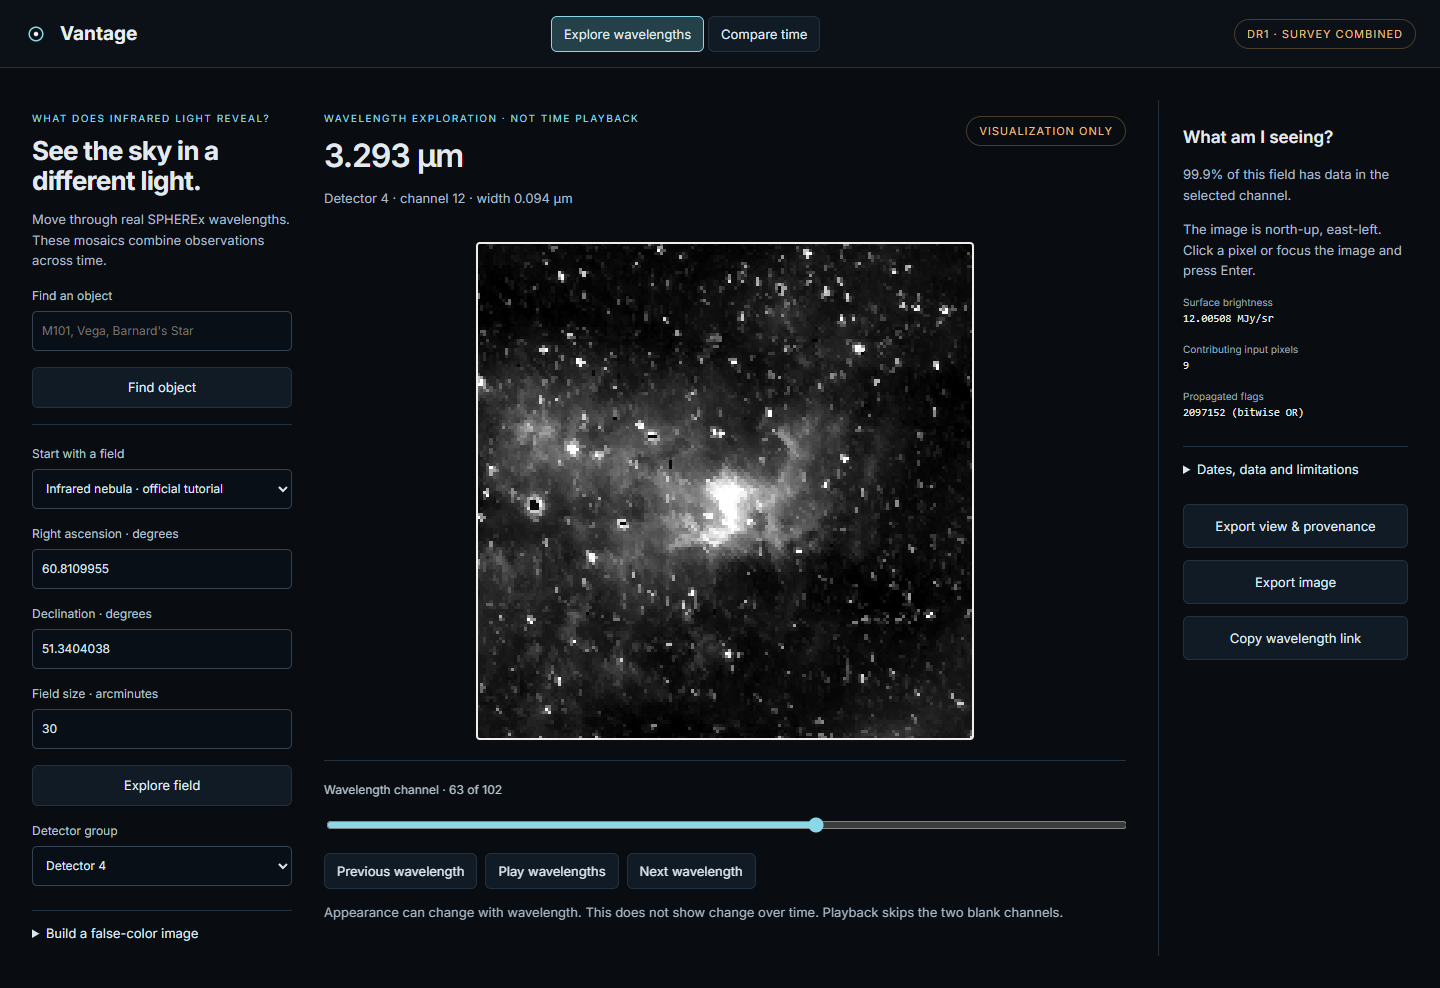 Vantage
Explore wavelengths
Compare time
DR1 · SURVEY COMBINED
WHAT DOES INFRARED LIGHT REVEAL?
See the sky in a
different light.
Move through real SPHEREx wavelengths.
These mosaics combine observations
across time.
Find an object
M101, Vega, Barnard's Star
Find object
Start with a field
Infrared nebula · official tutorial
Right ascension · degrees
60.8109955
Declination · degrees
51.3404038
Field size · arcminutes
30
Explore field
Detector group
Detector 4
Build a false-color image
WAVELENGTH EXPLORATION · NOT TIME PLAYBACK
3.293 µm
Detector 4 · channel 12 · width 0.094 µm
VISUALIZATION ONLY
Wavelength channel · 63 of 102
Previous wavelength
Play wavelengths
Next wavelength
Appearance can change with wavelength. This does not show change over time. Playback skips the two blank channels.
What am I seeing?
99.9% of this field has data in the
selected channel.
The image is north-up, east-left.
Click a pixel or focus the image and
press Enter.
Surface brightness
12.00508 MJy/sr
Contributing input pixels
9
Propagated flags
2097152 (bitwise OR)
Dates, data and limitations
Export view & provenance
Export image
Copy wavelength link